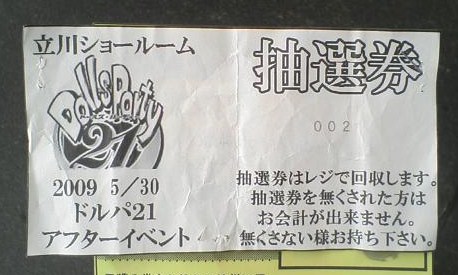 立川ショールーム
Dolls Party
21
2009 5/30
ドルパ21
アフターイベント
抽選券
002
抽選券はレジで回収します。
抽選券を無くされた方は
お会計が出来ません。
無くさない様お持ち下さい。